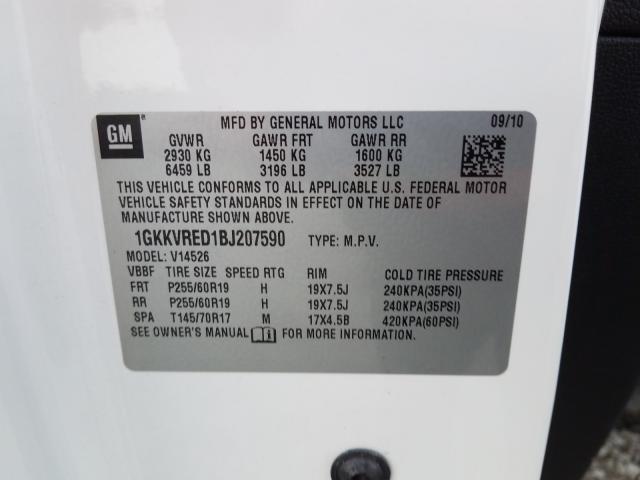 GM
MFD BY GENERAL MOTORS LLC 09/10
GVWR GAWR FRT GAWR RR
2930 KG 1450 KG 1600 KG
6459 LB 3196 LB 3527 LB
THIS VEHICLE CONFORMS TO ALL APPLICABLE U.S. FEDERAL MOTOR
VEHICLE SAFETY STANDARDS IN EFFECT ON THE DATE OF
MANUFACTURE SHOWN ABOVE.
1GKKVRED1BJ207590 TYPE: M.P.V.
MODEL: V14526
VBBF TIRE SIZE SPEED RTG RIM COLD TIRE PRESSURE
FRT P255/60R19 H 19X7.5J 240KPA(35PSI)
RR P255/60R19 H 19X7.5J 240KPA(35PSI)
SPA T145/70R17 M 17X4.5B 420KPA(60PSI)
SEE OWNER'S MANUAL FOR MORE INFORMATION.